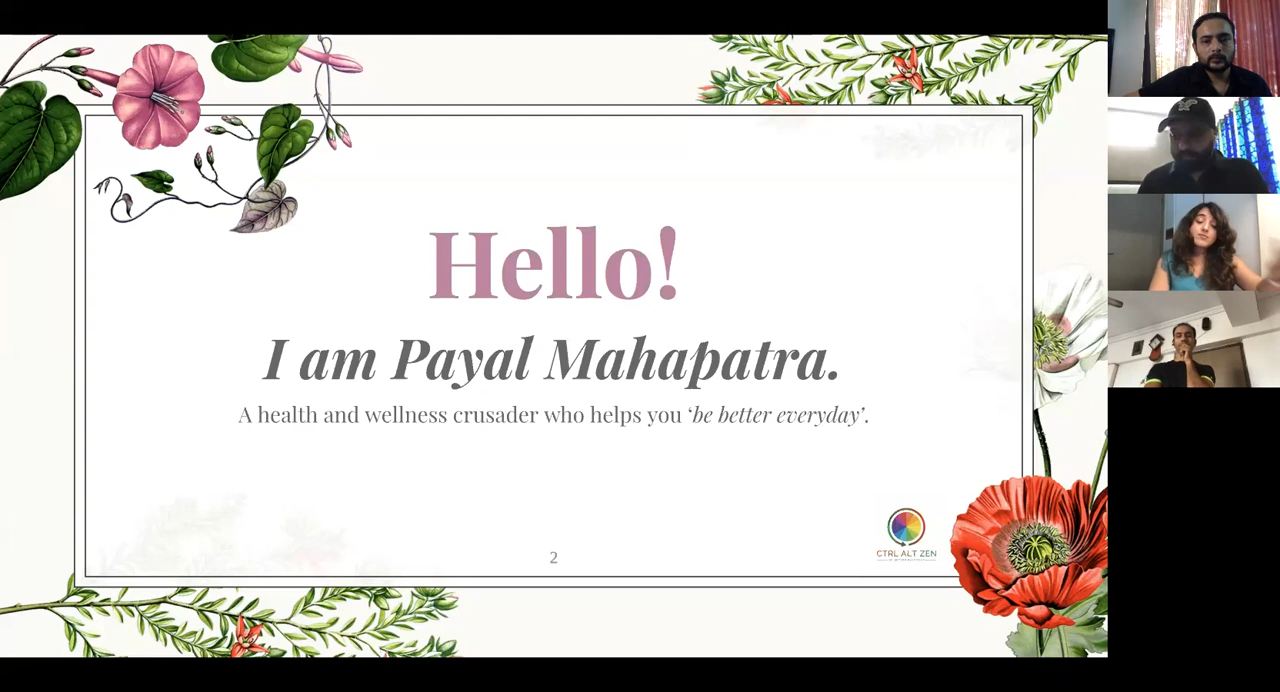 Hello!
I am Payal Mahapatra.
A health and wellness crusader who helps you ‘be better everyday’.
2
CTRL ALT ZEN